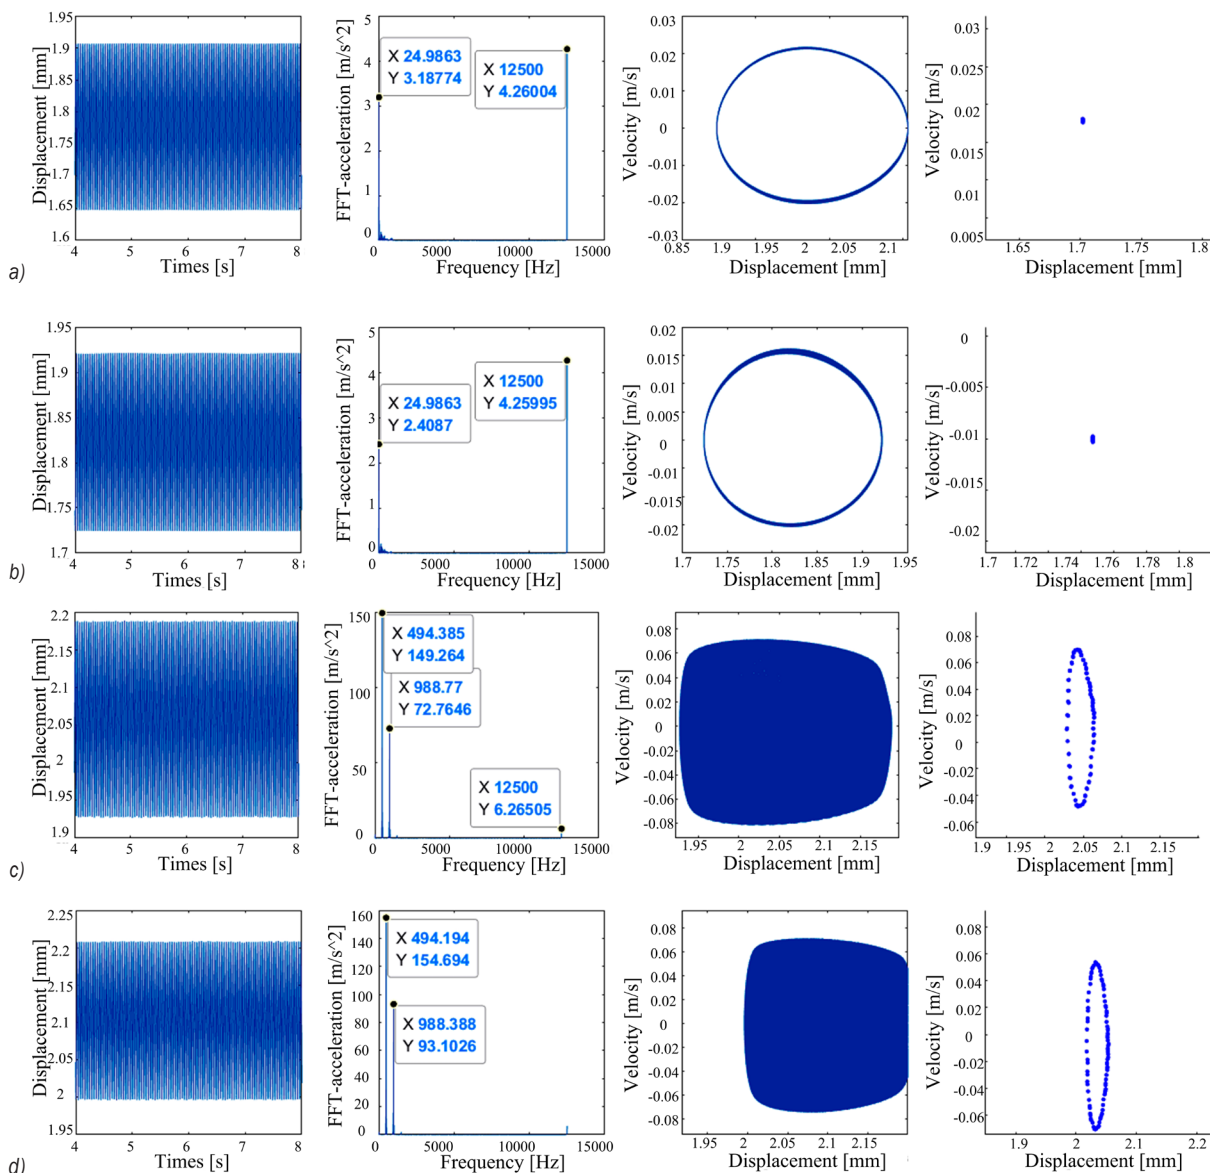 1.95
1.9
1.85
1.8
1.75
1.7
1.65
1.6
Displacement [mm]
4 5 6 7 8
Times [s]
5
4
3
2
1
0
FFT-acceleration [m/s^2]
X 24.9863
Y 3.18774
X 12500
Y 4.26004
0 5000 10000 15000
Frequency [Hz]
0.03
0.02
0.01
0
-0.01
-0.02
-0.03
Velocity [m/s]
0.85 1.95 2 2.05 2.1
Displacement [mm]
0.03
0.02
0.02
0.01
0.01
0.005
Velocity [m/s]
1.65 1.7 1.75 1.8
Displacement [mm]
a)
1.95
1.9
1.85
1.8
1.75
1.7
Displacement [mm]
4 5 6 7 8
Times [s]
5
4
3
2
1
0
FFT-acceleration [m/s^2]
X 24.9863
Y 2.4087
X 12500
Y 4.25995
0 5000 10000 15000
Frequency [Hz]
0.02
0.015
0.01
0.005
0
-0.005
-0.01
-0.015
-0.02
Velocity [m/s]
1.7 1.75 1.8 1.85 1.9 1.95
Displacement [mm]
0
-0.005
-0.01
-0.015
-0.02
Velocity [m/s]
1.7 1.72 1.74 1.76 1.78 1.8
Displacement [mm]
b)
2.2
2.15
2.1
2.05
2
1.95
1.9
Displacement [mm]
4 5 6 7 8
Times [s]
150
100
50
0
FFT-acceleration [m/s^2]
X 494.385
Y 149.264
X 988.77
Y 72.7646
X 12500
Y 6.26505
0 5000 10000 15000
Frequency [Hz]
0.08
0.06
0.04
0.02
0
-0.02
-0.04
-0.06
-0.08
Velocity [m/s]
1.95 2 2.05 2.1 2.15
Displacement [mm]
0.08
0.06
0.04
0.02
0
-0.02
-0.04
-0.06
Velocity [m/s]
1.9 1.95 2 2.05 2.1 2.15
Displacement [mm]
c)
2.25
2.2
2.15
2.1
2.05
2
1.95
Displacement [mm]
4 5 6 7 8
Times [s]
160
140
120
100
80
60
40
20
0
FFT-acceleration [m/s^2]
X 494.194
Y 154.694
X 988.388
Y 93.1026
0 5000 10000 15000
Frequency [Hz]
0.08
0.06
0.04
0.02
0
-0.02
-0.04
-0.06
-0.08
Velocity [m/s]
1.95 2 2.05 2.1 2.15 2.2
Displacement [mm]
0.08
0.06
0.04
0.02
0
-0.02
-0.04
-0.06
Velocity [m/s]
1.9 2 2.1 2.2
Displacement [mm]
d)